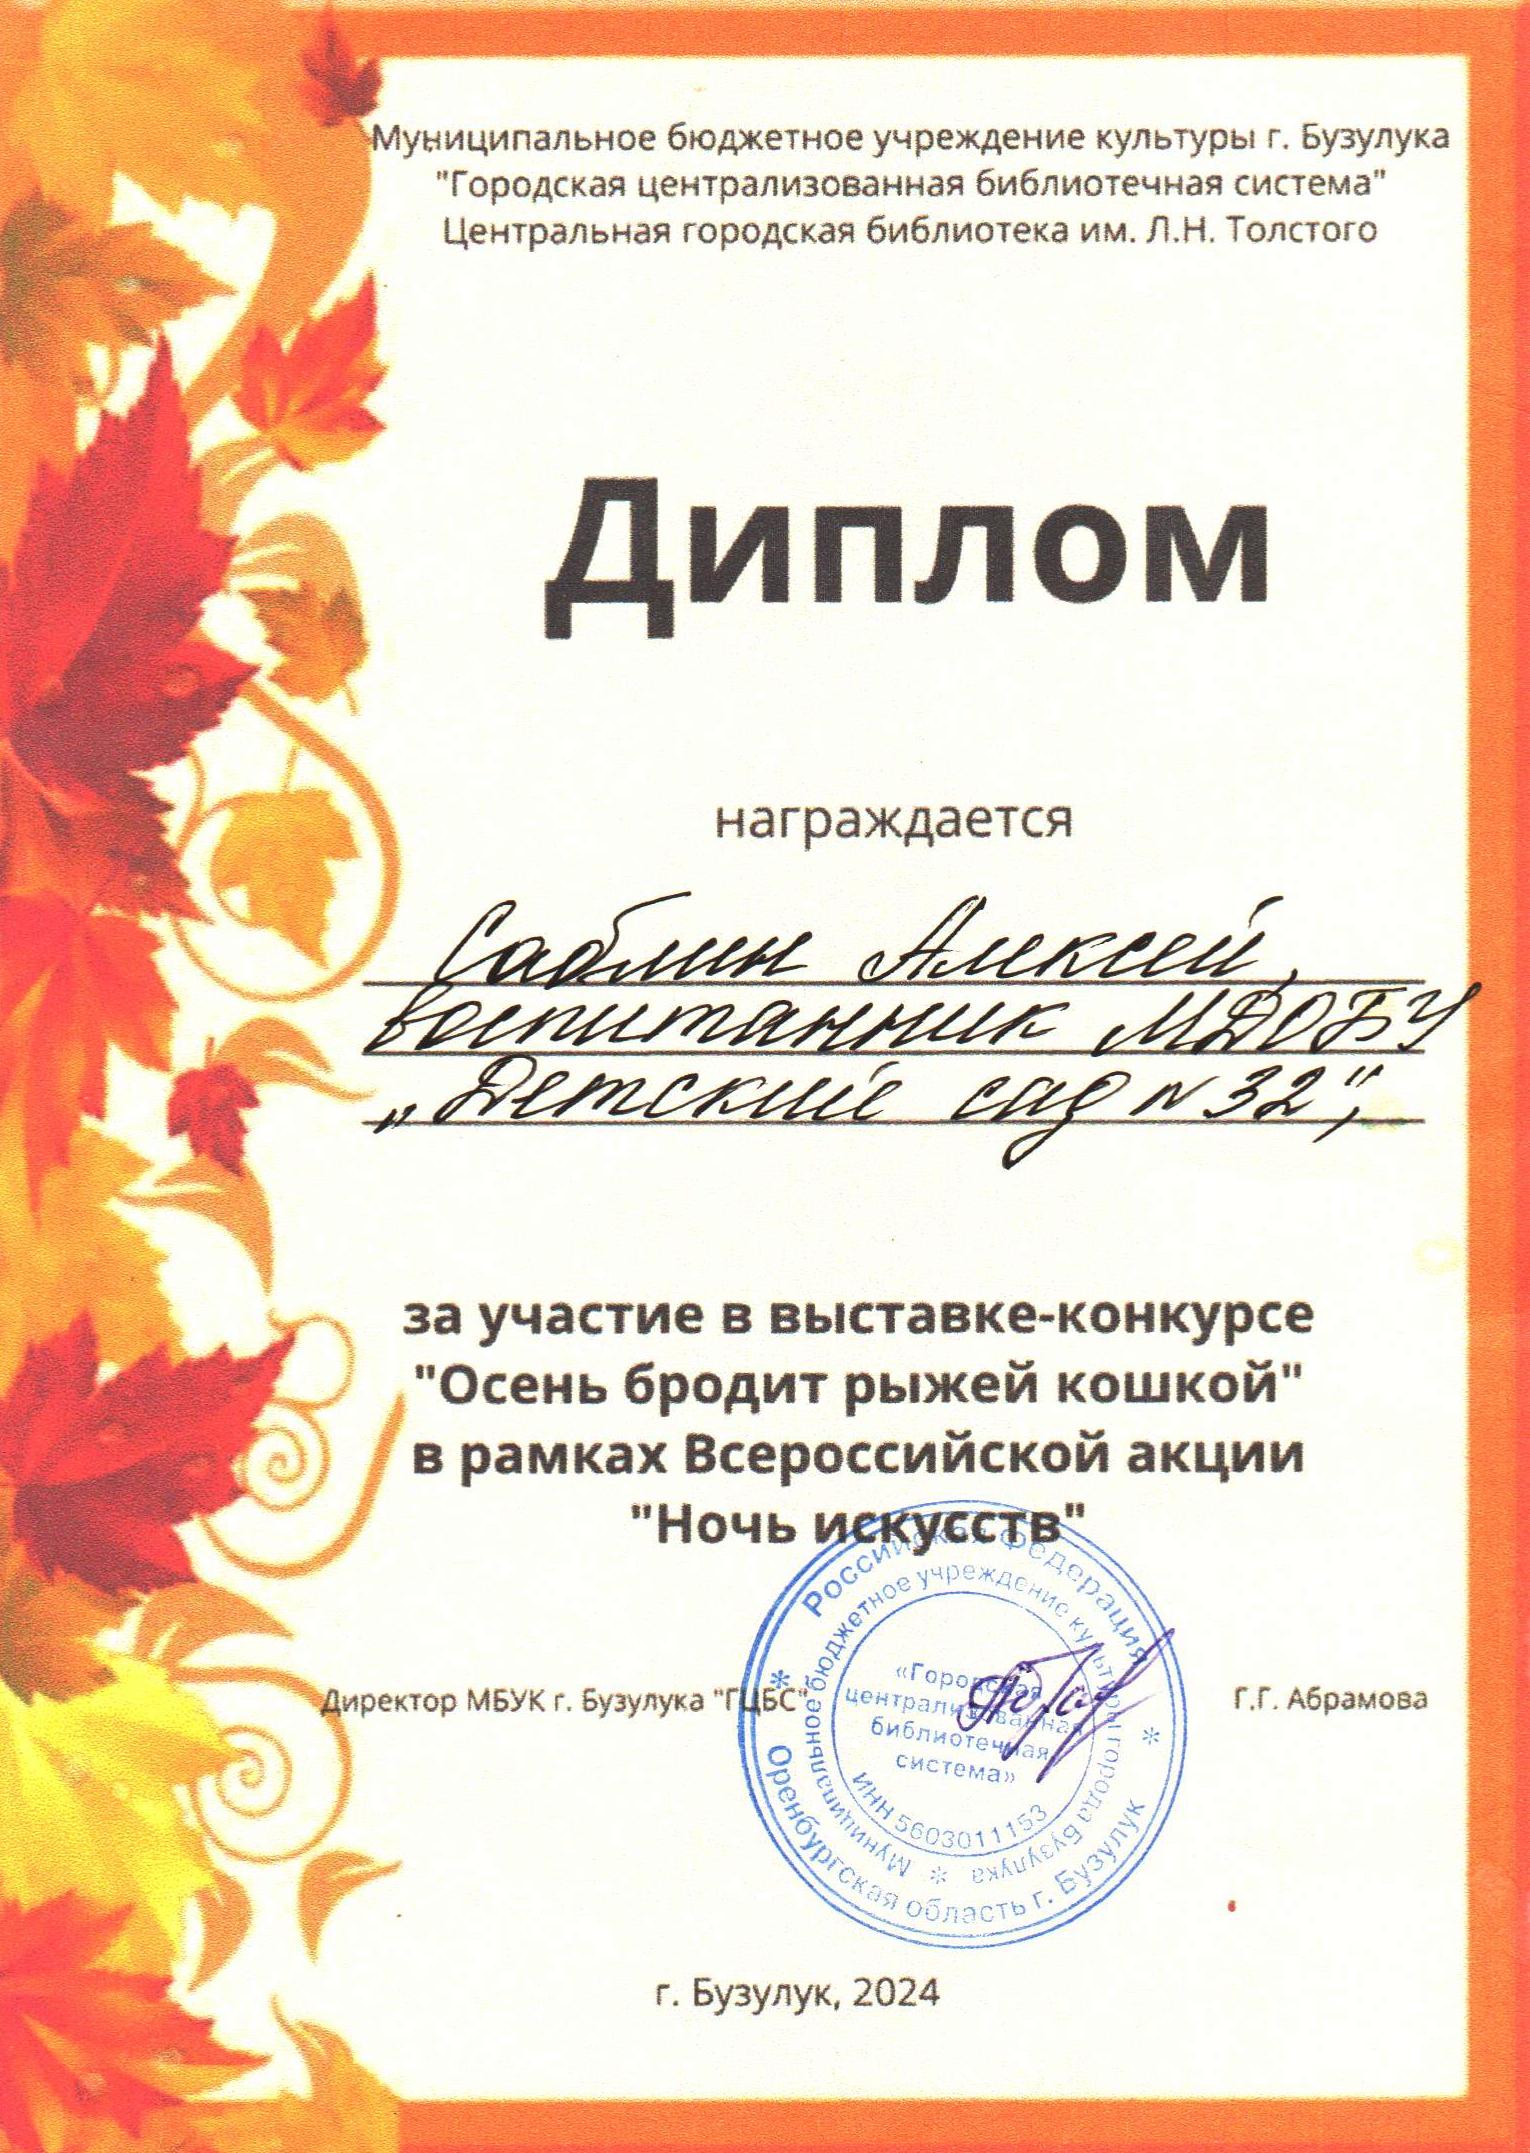 Муниципальное бюджетное учреждение культуры г. Бузулука
"Городская централизованная библиотечная система"
Центральная городская библиотека им. Л.Н. Толстого
Диплом
награждается
Саблин Алексей,
воспитанник МДОБУ
„Детский сад №32",
за участие в выставке-конкурсе
"Осень бродит рыжей кошкой"
в рамках Всероссийской акции
"Ночь искусств"
Директор МБУК г. Бузулука "ГЦБС"
Г.Г. Абрамова
Российская Федерация
Оренбургская область г. Бузулук
Муниципальное бюджетное учреждение культуры города Бузулука
«Городская
централизованная
библиотечная
система»
ИНН 5603011153
г. Бузулук, 2024